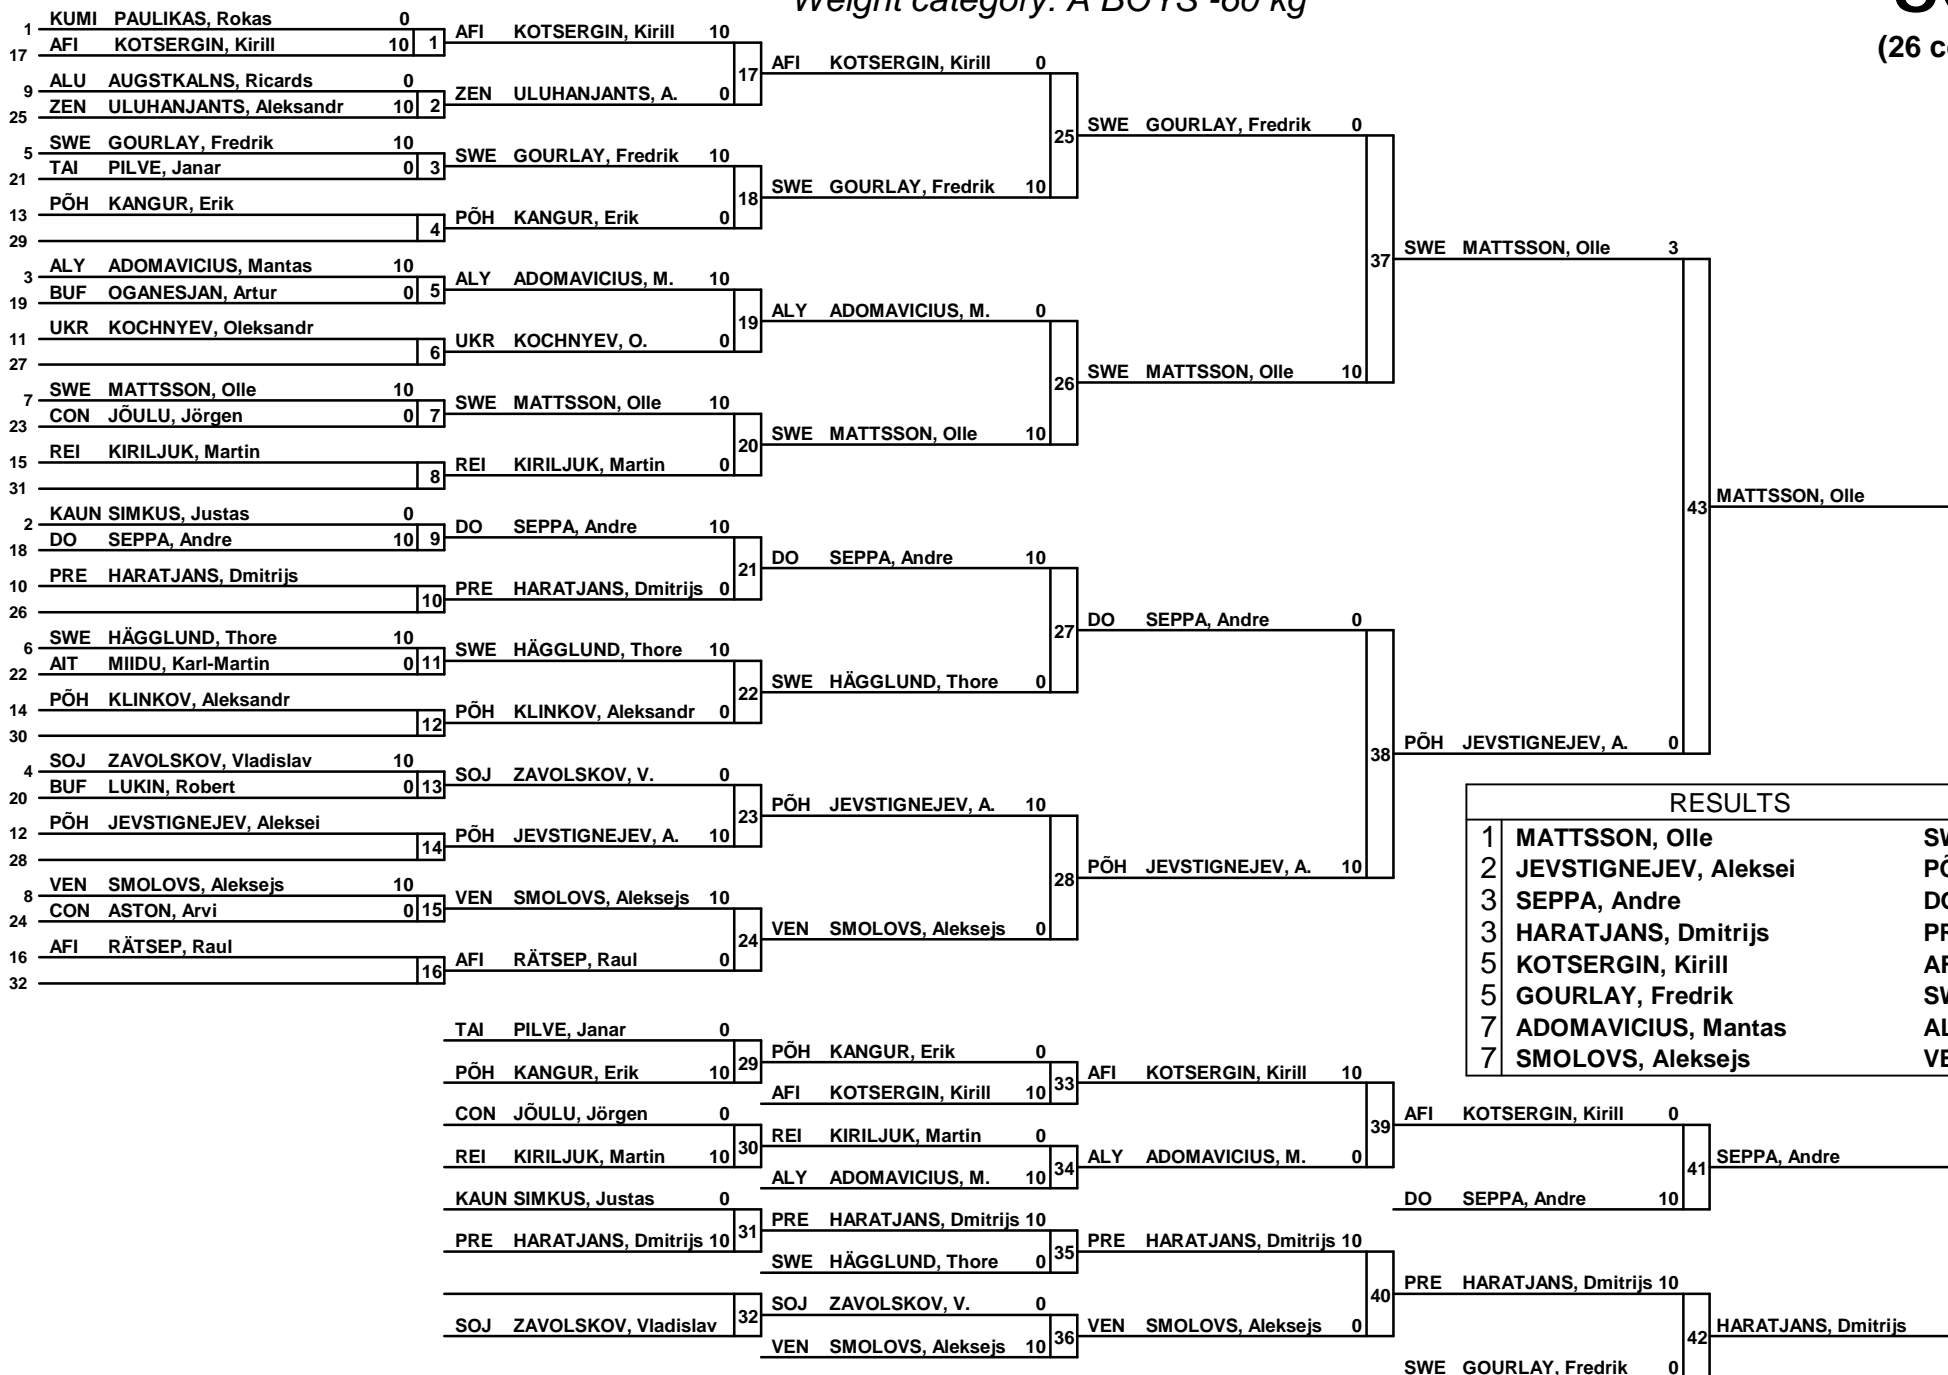 Weight category: A BOYS -60 kg
(26 c
1 KUMI PAULIKAS, Rokas 0
17 AFI KOTSERGIN, Kirill 10 1
9 ALU AUGSTKALNS, Ricards 0
25 ZEN ULUHANJANTS, Aleksandr 10 2
5 SWE GOURLAY, Fredrik 10
21 TAI PILVE, Janar 0 3
13 PÕH KANGUR, Erik
29 4
3 ALY ADOMAVICIUS, Mantas 10
19 BUF OGANESJAN, Artur 0 5
11 UKR KOCHNYEV, Oleksandr
27 6
7 SWE MATTSSON, Olle 10
23 CON JÕULU, Jörgen 0 7
15 REI KIRILJUK, Martin
31 8
2 KAUN SIMKUS, Justas 0
18 DO SEPPA, Andre 10 9
10 PRE HARATJANS, Dmitrijs
26 10
6 SWE HÄGGLUND, Thore 10
22 AIT MIIDU, Karl-Martin 0 11
14 PÕH KLINKOV, Aleksandr
30 12
4 SOJ ZAVOLSKOV, Vladislav 10
20 BUF LUKIN, Robert 0 13
12 PÕH JEVSTIGNEJEV, Aleksei
28 14
8 VEN SMOLOVS, Aleksejs 10
24 CON ASTON, Arvi 0 15
16 AFI RÄTSEP, Raul
32 16
AFI KOTSERGIN, Kirill 10
17
ZEN ULUHANJANTS, A. 0
SWE GOURLAY, Fredrik 10
18
PÕH KANGUR, Erik 0
ALY ADOMAVICIUS, M. 10
19
UKR KOCHNYEV, O. 0
SWE MATTSSON, Olle 10
20
REI KIRILJUK, Martin 0
DO SEPPA, Andre 10
21
PRE HARATJANS, Dmitrijs 0
SWE HÄGGLUND, Thore 10
22
PÕH KLINKOV, Aleksandr 0
SOJ ZAVOLSKOV, V. 0
23
PÕH JEVSTIGNEJEV, A. 10
VEN SMOLOVS, Aleksejs 10
24
AFI RÄTSEP, Raul 0
AFI KOTSERGIN, Kirill 0
25
SWE GOURLAY, Fredrik 10
ALY ADOMAVICIUS, M. 0
26
SWE MATTSSON, Olle 10
DO SEPPA, Andre 10
27
SWE HÄGGLUND, Thore 0
PÕH JEVSTIGNEJEV, A. 10
28
VEN SMOLOVS, Aleksejs 0
SWE GOURLAY, Fredrik 0
37
SWE MATTSSON, Olle 10
DO SEPPA, Andre 0
38
PÕH JEVSTIGNEJEV, A. 10
SWE MATTSSON, Olle 3
43
PÕH JEVSTIGNEJEV, A. 0
MATTSSON, Olle
RESULTS
1 MATTSSON, Olle SW
2 JEVSTIGNEJEV, Aleksei PÕ
3 SEPPA, Andre DO
3 HARATJANS, Dmitrijs PR
5 KOTSERGIN, Kirill AF
5 GOURLAY, Fredrik SW
7 ADOMAVICIUS, Mantas AL
7 SMOLOVS, Aleksejs VE
TAI PILVE, Janar 0
29
PÕH KANGUR, Erik 10
CON JÕULU, Jörgen 0
30
REI KIRILJUK, Martin 10
KAUN SIMKUS, Justas 0
31
PRE HARATJANS, Dmitrijs 10
32
SOJ ZAVOLSKOV, Vladislav
PÕH KANGUR, Erik 0
33
AFI KOTSERGIN, Kirill 10
REI KIRILJUK, Martin 0
34
ALY ADOMAVICIUS, M. 10
PRE HARATJANS, Dmitrijs 10
35
SWE HÄGGLUND, Thore 0
SOJ ZAVOLSKOV, V. 0
36
VEN SMOLOVS, Aleksejs 10
AFI KOTSERGIN, Kirill 10
39
ALY ADOMAVICIUS, M. 0
PRE HARATJANS, Dmitrijs 10
40
VEN SMOLOVS, Aleksejs 0
AFI KOTSERGIN, Kirill 0
41
DO SEPPA, Andre 10
SEPPA, Andre
PRE HARATJANS, Dmitrijs 10
42
SWE GOURLAY, Fredrik 0
HARATJANS, Dmitrijs